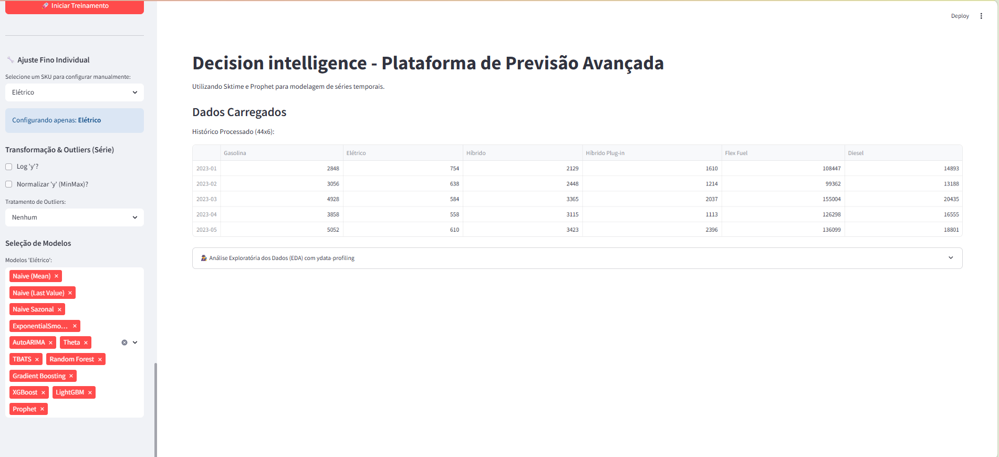 🚀 Iniciar Treinamento
🔧 Ajuste Fino Individual
Selecione um SKU para configurar manualmente:
Elétrico
Configurando apenas: Elétrico
Transformação & Outliers (Série)
Log 'y'?
Normalizar 'y' (MinMax)?
Tratamento de Outliers:
Nenhum
Seleção de Modelos
Modelos 'Elétrico':
Naive (Mean) ×
Naive (Last Value) ×
Naive Sazonal ×
ExponentialSmo... ×
AutoARIMA × Theta ×
TBATS × Random Forest ×
Gradient Boosting ×
XGBoost × LightGBM ×
Prophet ×
Deploy
Decision intelligence - Plataforma de Previsão Avançada
Utilizando Sktime e Prophet para modelagem de séries temporais.
Dados Carregados
Histórico Processado (44x6):
Gasolina Elétrico Híbrido Híbrido Plug-in Flex Fuel Diesel
2023-01 2848 754 2129 1610 108447 14893
2023-02 3056 638 2448 1214 99362 13188
2023-03 4928 584 3365 2037 155004 20435
2023-04 3858 558 3115 1113 126298 16555
2023-05 5052 610 3423 2396 136099 18801
🕵️ Análise Exploratória dos Dados (EDA) com ydata-profiling